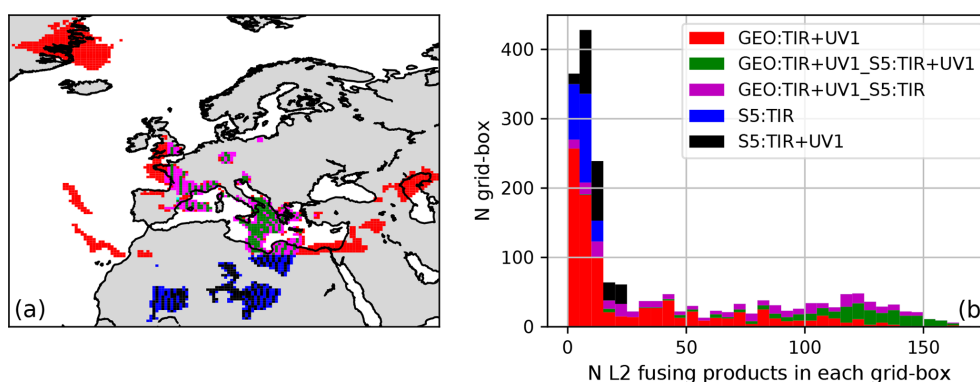 (a)
400
300
200
100
0
N grid-box
GEO:TIR+UV1
GEO:TIR+UV1_S5:TIR+UV1
GEO:TIR+UV1_S5:TIR
S5:TIR
S5:TIR+UV1
(b)
0 50 100 150
N L2 fusing products in each grid-box